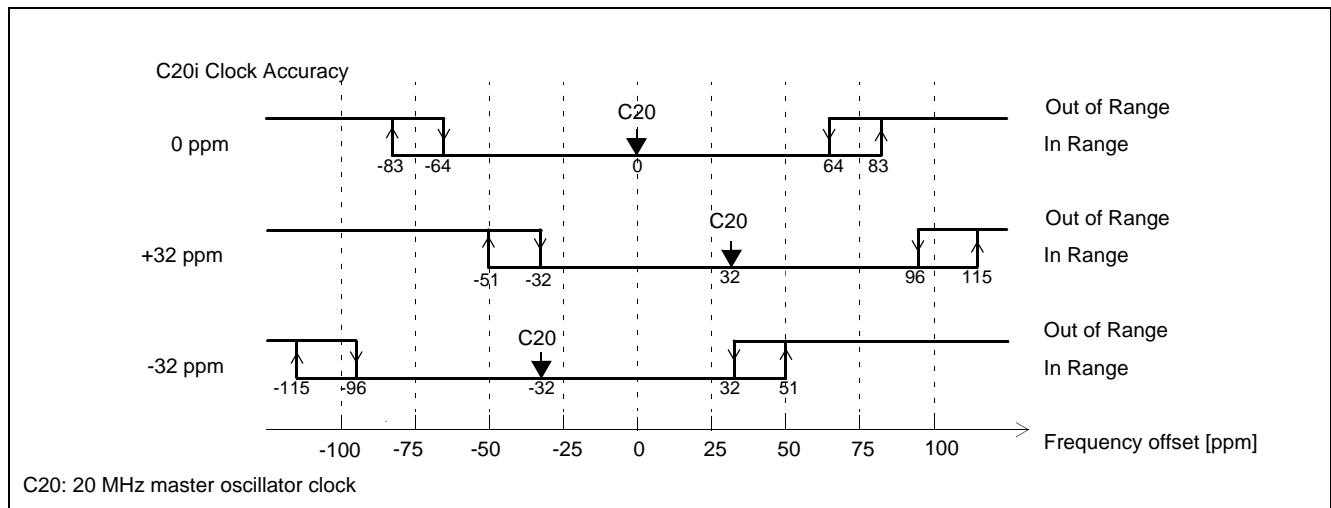 C20i Clock Accuracy
C20
Out of Range
0 ppm
In Range
-83 -64 0 64 83
C20
Out of Range
+32 ppm
In Range
-51 -32 32 96 115
C20
Out of Range
-32 ppm
In Range
-115 -96 -32 32 51
-100 -75 -50 -25 0 25 50 75 100 Frequency offset [ppm]
C20: 20 MHz master oscillator clock